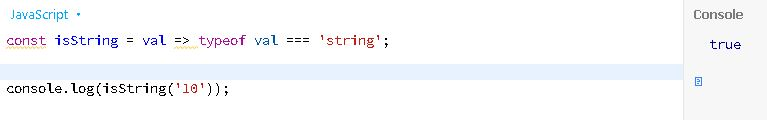 JavaScript
const isString = val => typeof val === 'string';
console.log(isString('10'));
Console
true